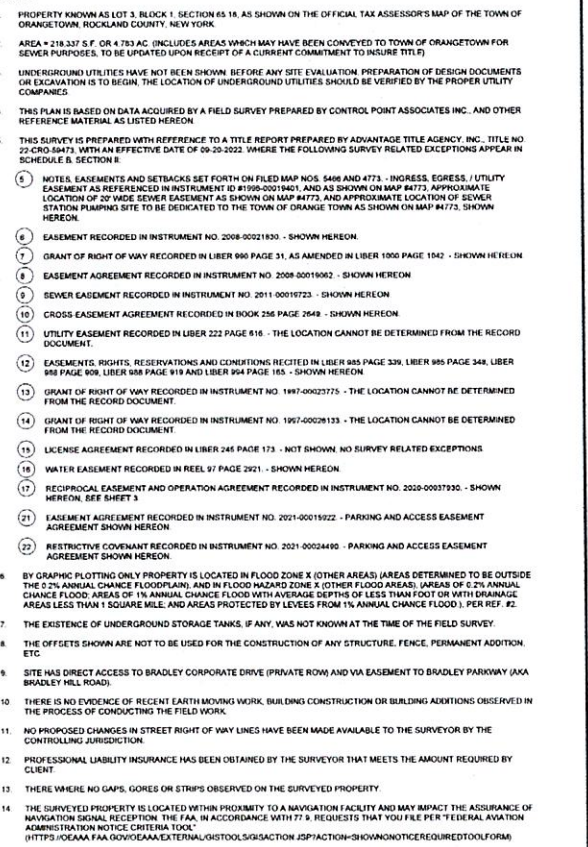 PROPERTY KNOWN AS LOT 3, BLOCK 1, SECTION 65.18, AS SHOWN ON THE OFFICIAL TAX ASSESSOR'S MAP OF THE TOWN OF
ORANGETOWN, ROCKLAND COUNTY, NEW YORK.
AREA = 218,337 S.F. OR 4.783 AC. (INCLUDES AREAS WHICH MAY HAVE BEEN CONVEYED TO TOWN OF ORANGETOWN FOR
SEWER PURPOSES, TO BE UPDATED UPON RECEIPT OF A CURRENT COMMITMENT TO INSURE TITLE)
UNDERGROUND UTILITIES HAVE NOT BEEN SHOWN. BEFORE ANY SITE EVALUATION, PREPARATION OF DESIGN DOCUMENTS
OR EXCAVATION IS TO BEGIN, THE LOCATION OF UNDERGROUND UTILITIES SHOULD BE VERIFIED BY THE PROPER UTILITY
COMPANIES.
THIS PLAN IS BASED ON DATA ACQUIRED BY A FIELD SURVEY PREPARED BY CONTROL POINT ASSOCIATES INC., AND OTHER
REFERENCE MATERIAL AS LISTED HEREON.
THIS SURVEY IS PREPARED WITH REFERENCE TO A TITLE REPORT PREPARED BY ADVANTAGE TITLE AGENCY, INC., TITLE NO.
22-CRO-59473, WITH AN EFFECTIVE DATE OF 09-20-2022. WHERE THE FOLLOWING SURVEY RELATED EXCEPTIONS APPEAR IN
SCHEDULE B, SECTION II:
5 NOTES, EASEMENTS AND SETBACKS SET FORTH ON FILED MAP NOS. 5466 AND 4773. - INGRESS, EGRESS, / UTILITY
EASEMENT AS REFERENCED IN INSTRUMENT ID #1995-00019401, AND AS SHOWN ON MAP #4773, APPROXIMATE
LOCATION OF 20' WIDE SEWER EASEMENT AS SHOWN ON MAP #4773, AND APPROXIMATE LOCATION OF SEWER
STATION PUMPING SITE TO BE DEDICATED TO THE TOWN OF ORANGE TOWN AS SHOWN ON MAP #4773, SHOWN
HEREON.
6 EASEMENT RECORDED IN INSTRUMENT NO. 2008-00021830. - SHOWN HEREON.
7 GRANT OF RIGHT OF WAY RECORDED IN LIBER 990 PAGE 31, AS AMENDED IN LIBER 1000 PAGE 1042 - SHOWN HEREON
8 EASEMENT AGREEMENT RECORDED IN INSTRUMENT NO. 2008-00019062. - SHOWN HEREON
9 SEWER EASEMENT RECORDED IN INSTRUMENT NO. 2011-00019723. - SHOWN HEREON
10 CROSS-EASEMENT AGREEMENT RECORDED IN BOOK 256 PAGE 2649. - SHOWN HEREON.
11 UTILITY EASEMENT RECORDED IN LIBER 222 PAGE 616. - THE LOCATION CANNOT BE DETERMINED FROM THE RECORD
DOCUMENT.
12 EASEMENTS, RIGHTS, RESERVATIONS AND CONDITIONS RECITED IN LIBER 985 PAGE 339, LIBER 985 PAGE 348, LIBER
988 PAGE 909, LIBER 988 PAGE 919 AND LIBER 994 PAGE 165. - SHOWN HEREON.
13 GRANT OF RIGHT OF WAY RECORDED IN INSTRUMENT NO. 1997-00023775 - THE LOCATION CANNOT BE DETERMINED
FROM THE RECORD DOCUMENT.
14 GRANT OF RIGHT OF WAY RECORDED IN INSTRUMENT NO. 1997-00026133 - THE LOCATION CANNOT BE DETERMINED
FROM THE RECORD DOCUMENT.
15 LICENSE AGREEMENT RECORDED IN LIBER 245 PAGE 173. - NOT SHOWN, NO SURVEY RELATED EXCEPTIONS
16 WATER EASEMENT RECORDED IN REEL 97 PAGE 2921. - SHOWN HEREON.
17 RECIPROCAL EASEMENT AND OPERATION AGREEMENT RECORDED IN INSTRUMENT NO. 2020-00037930. - SHOWN
HEREON, SEE SHEET 3
21 EASEMENT AGREEMENT RECORDED IN INSTRUMENT NO. 2021-00015922 - PARKING AND ACCESS EASEMENT
AGREEMENT SHOWN HEREON
22 RESTRICTIVE COVENANT RECORDED IN INSTRUMENT NO. 2021-00024490. - PARKING AND ACCESS EASEMENT
AGREEMENT SHOWN HEREON.
6 BY GRAPHIC PLOTTING ONLY PROPERTY IS LOCATED IN FLOOD ZONE X (OTHER AREAS) (AREAS DETERMINED TO BE OUTSIDE
THE 0.2% ANNUAL CHANCE FLOODPLAIN), AND IN FLOOD HAZARD ZONE X (OTHER FLOOD AREAS), (AREAS OF 0.2% ANNUAL
CHANCE FLOOD; AREAS OF 1% ANNUAL CHANCE FLOOD WITH AVERAGE DEPTHS OF LESS THAN FOOT OR WITH DRAINAGE
AREAS LESS THAN 1 SQUARE MILE; AND AREAS PROTECTED BY LEVEES FROM 1% ANNUAL CHANCE FLOOD.), PER REF. #2.
7. THE EXISTENCE OF UNDERGROUND STORAGE TANKS, IF ANY, WAS NOT KNOWN AT THE TIME OF THE FIELD SURVEY.
8. THE OFFSETS SHOWN ARE NOT TO BE USED FOR THE CONSTRUCTION OF ANY STRUCTURE, FENCE, PERMANENT ADDITION,
ETC
9. SITE HAS DIRECT ACCESS TO BRADLEY CORPORATE DRIVE (PRIVATE ROW) AND VIA EASEMENT TO BRADLEY PARKWAY (AKA
BRADLEY HILL ROAD).
10. THERE IS NO EVIDENCE OF RECENT EARTH MOVING WORK, BUILDING CONSTRUCTION OR BUILDING ADDITIONS OBSERVED IN
THE PROCESS OF CONDUCTING THE FIELD WORK.
11. NO PROPOSED CHANGES IN STREET RIGHT OF WAY LINES HAVE BEEN MADE AVAILABLE TO THE SURVEYOR BY THE
CONTROLLING JURISDICTION.
12. PROFESSIONAL LIABILITY INSURANCE HAS BEEN OBTAINED BY THE SURVEYOR THAT MEETS THE AMOUNT REQUIRED BY
CLIENT.
13. THERE WHERE NO GAPS, GORES OR STRIPS OBSERVED ON THE SURVEYED PROPERTY.
14. THE SURVEYED PROPERTY IS LOCATED WITHIN PROXIMITY TO A NAVIGATION FACILITY AND MAY IMPACT THE ASSURANCE OF
NAVIGATION SIGNAL RECEPTION. THE FAA, IN ACCORDANCE WITH 77.9, REQUESTS THAT YOU FILE PER "FEDERAL AVIATION
ADMINISTRATION NOTICE CRITERIA TOOL"
(HTTPS://OEAAA.FAA.GOV/OEAAA/EXTERNAL/GISTOOLS/GISACTION.JSP?ACTION=SHOWNONOTICEREQUIREDTOOLFORM)